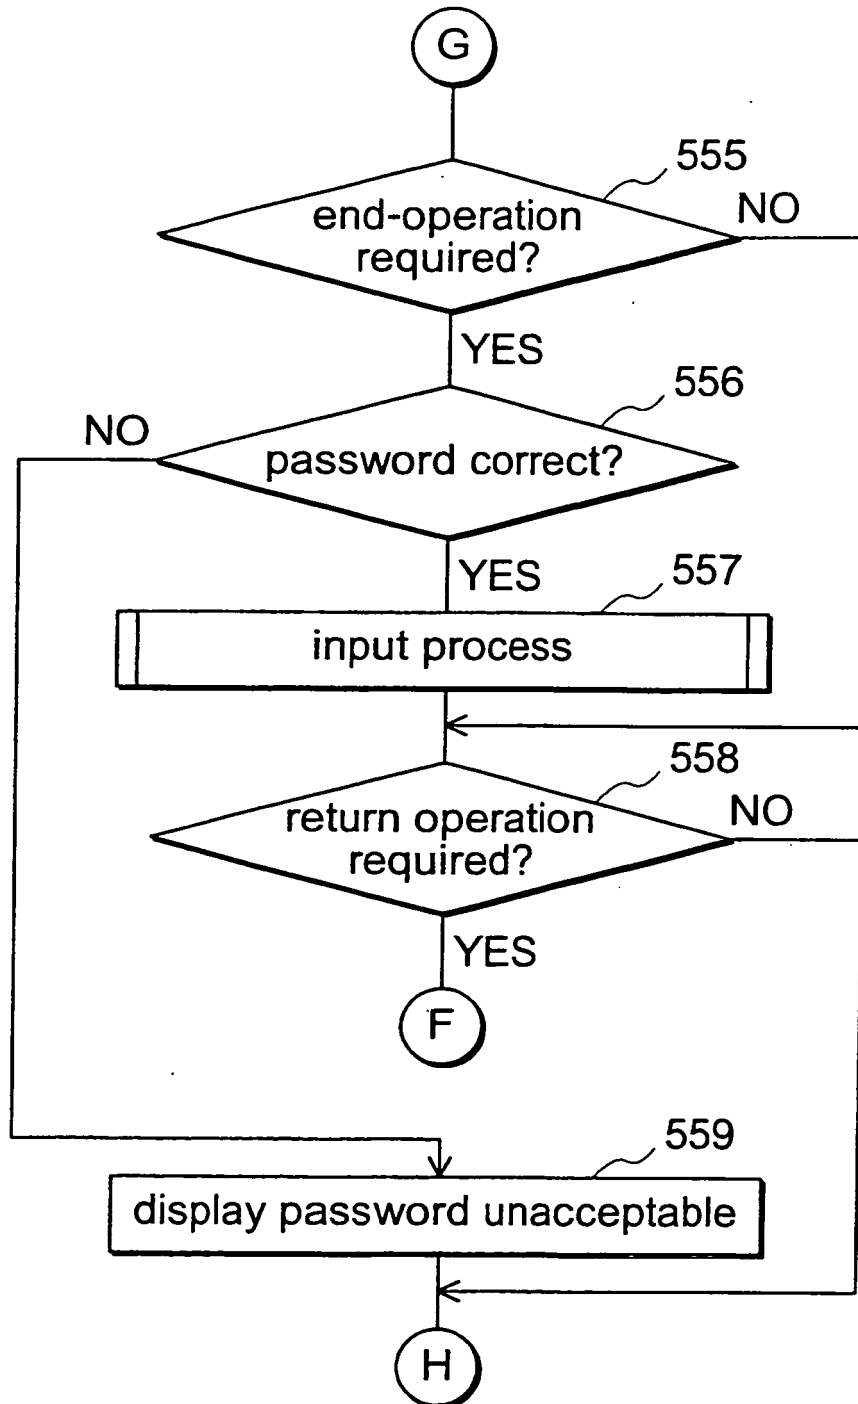 G
555
end-operation
required?
NO
YES
556
NO
password correct?
YES
557
input process
558
return operation
required?
NO
YES
F
559
display password unacceptable
H